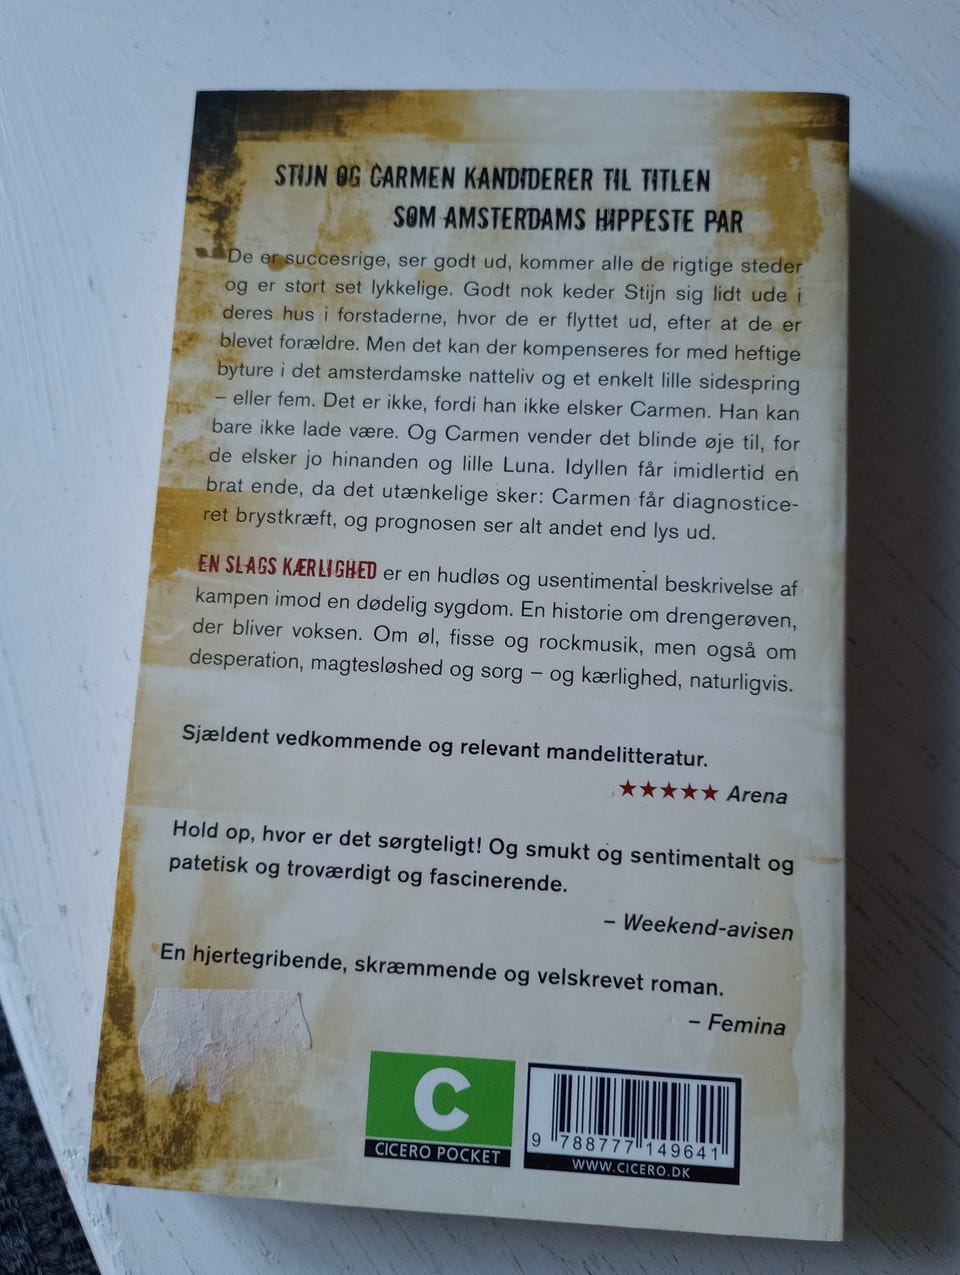 STIJN OG CARMEN KANDIDERER TIL TITLEN
SOM AMSTERDAMS HIPPESTE PAR
De er succesrige, ser godt ud, kommer alle de rigtige steder
og er stort set lykkelige. Godt nok keder Stijn sig lidt ude i
deres hus i forstaderne, hvor de er flyttet ud, efter at de er
blevet forældre. Men det kan der kompenseres for med heftige
byture i det amsterdamske natteliv og et enkelt lille sidespring
– eller fem. Det er ikke, fordi han ikke elsker Carmen. Han kan
bare ikke lade være. Og Carmen vender det blinde øje til, for
de elsker jo hinanden og lille Luna. Idyllen får imidlertid en
brat ende, da det utænkelige sker: Carmen får diagnostice-
ret brystkræft, og prognosen ser alt andet end lys ud.
EN SLAGS KÆRLIGHED er en hudløs og usentimental beskrivelse af
kampen imod en dødelig sygdom. En historie om drengerøven,
der bliver voksen. Om øl, fisse og rockmusik, men også om
desperation, magtesløshed og sorg – og kærlighed, naturligvis.
Sjældent vedkommende og relevant mandelitteratur.
★★★★★ Arena
Hold op, hvor er det sørgteligt! Og smukt og sentimentalt og
patetisk og troværdigt og fascinerende.
– Weekend-avisen
En hjertegribende, skræmmende og velskrevet roman.
– Femina
C
CICERO POCKET
9 788777 149641
WWW.CICERO.DK